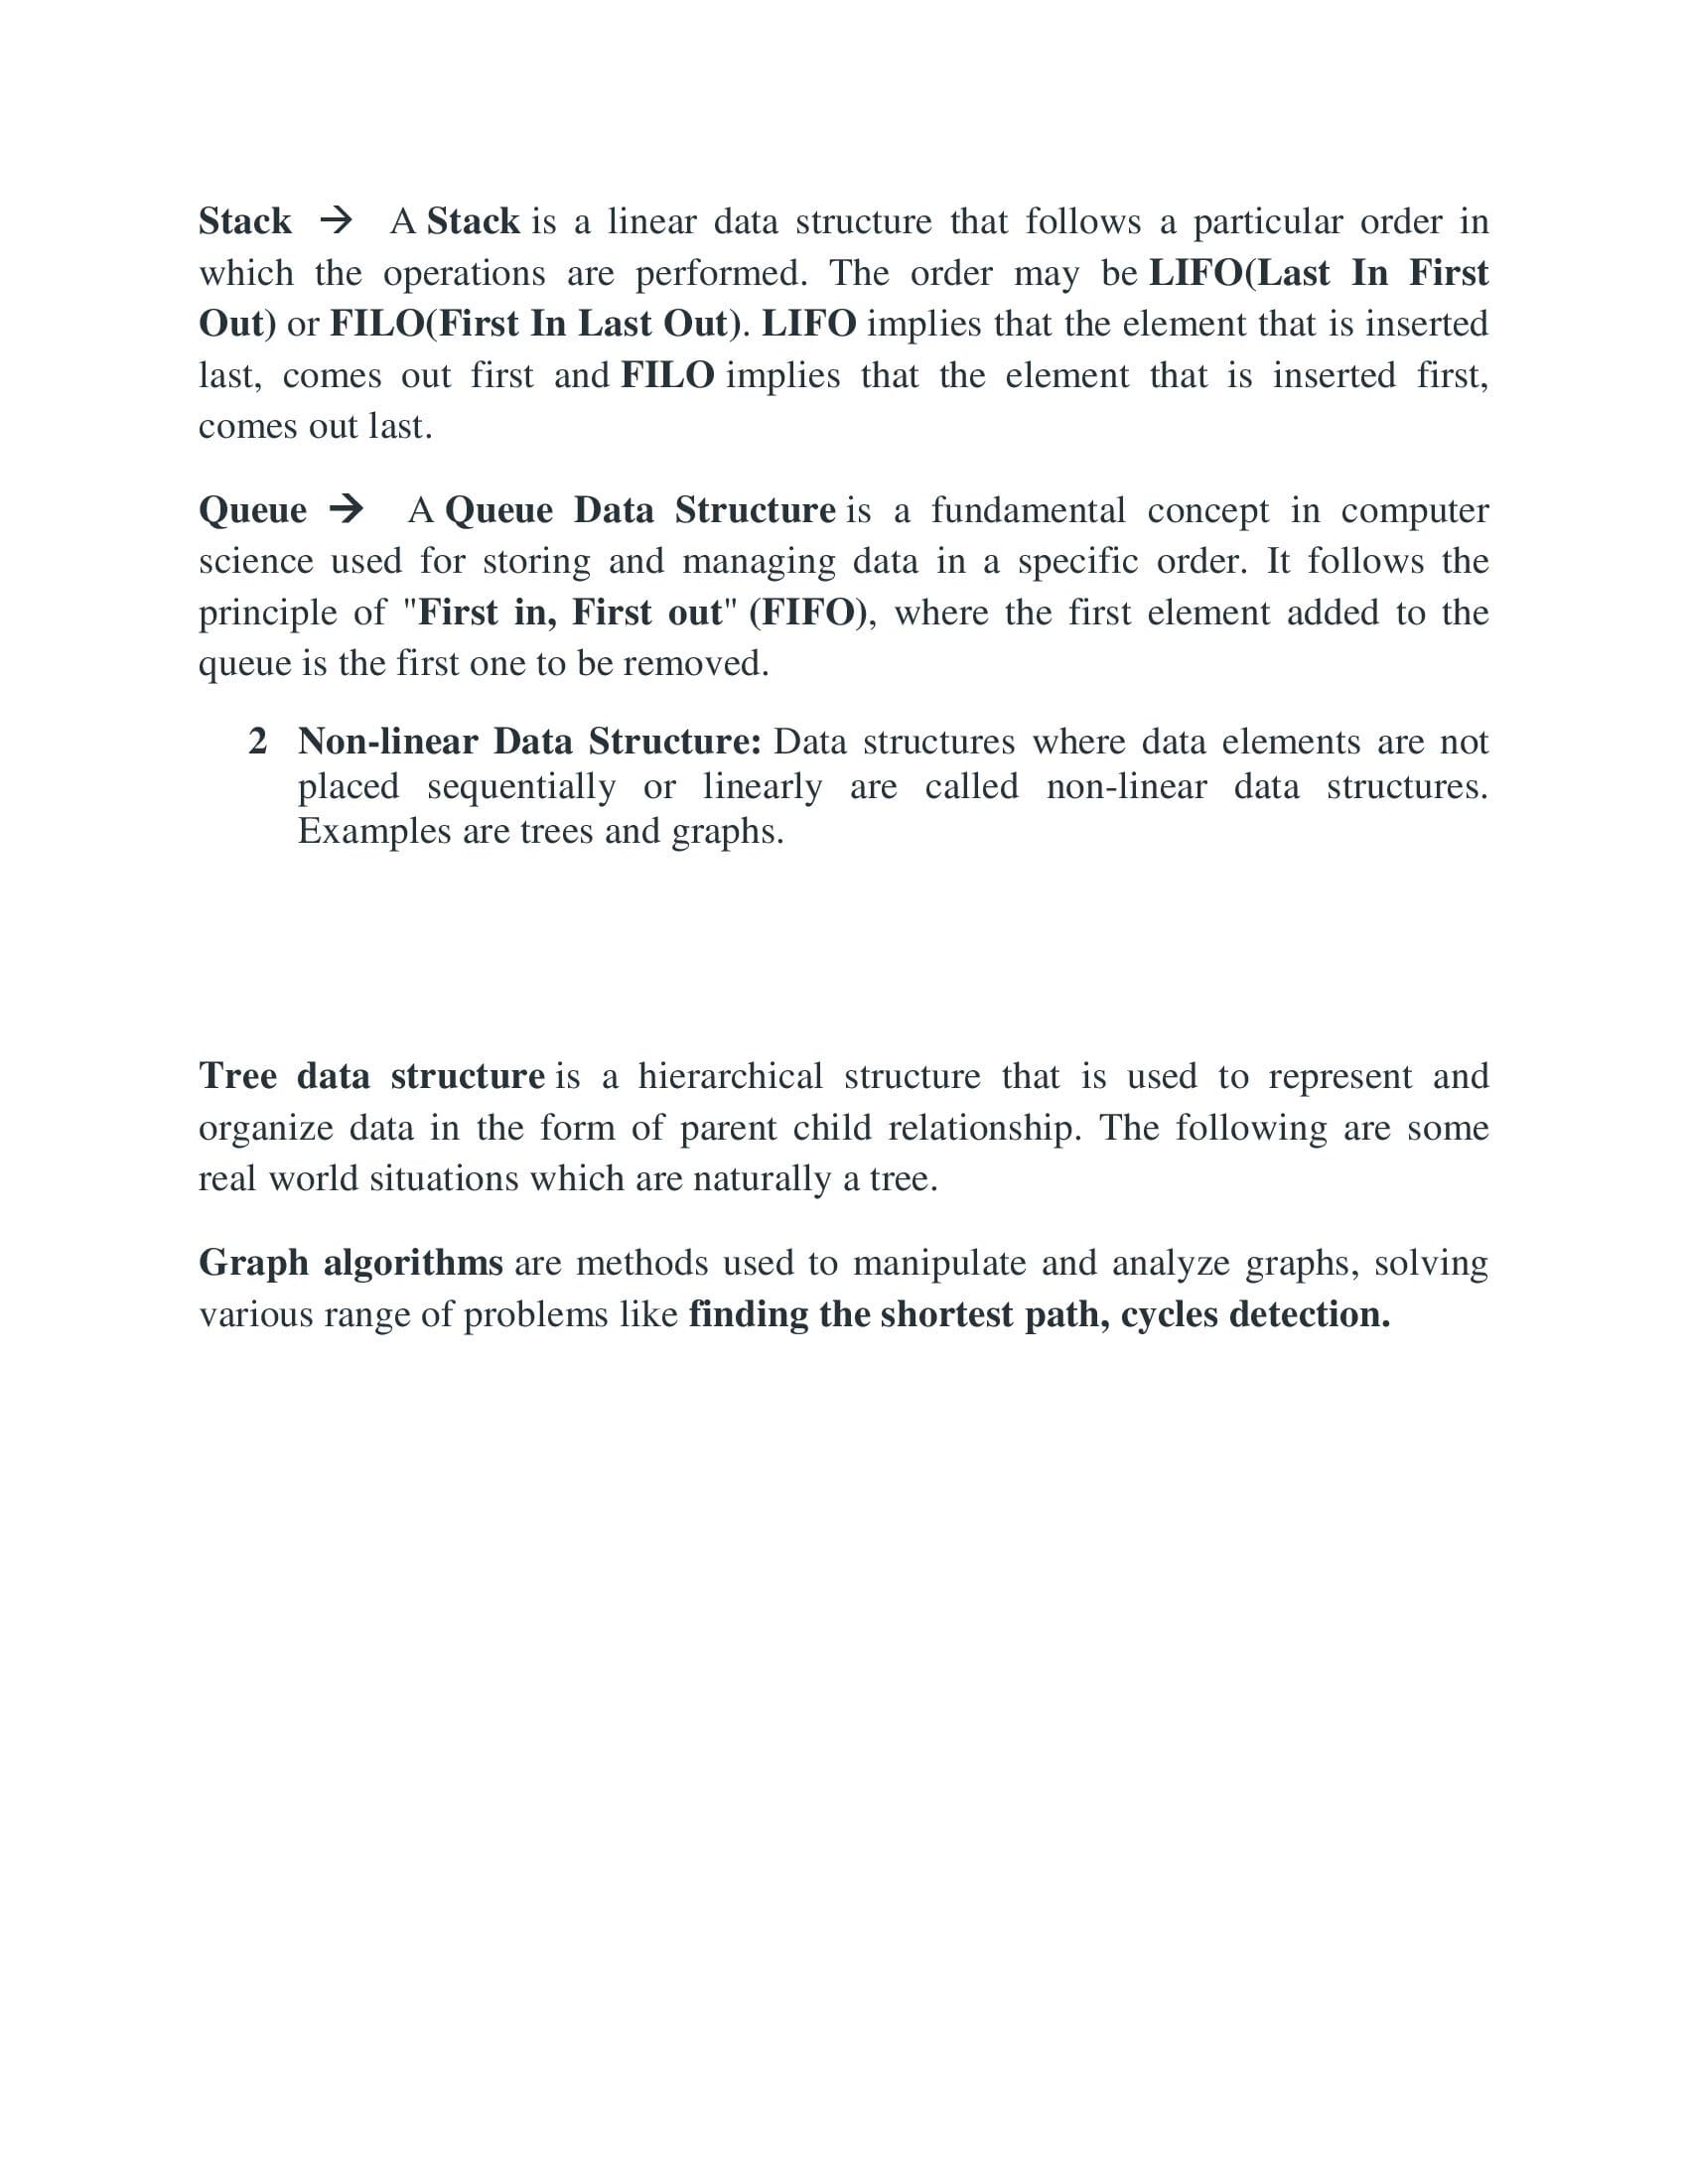 Stack → A Stack is a linear data structure that follows a particular order in
which the operations are performed. The order may be LIFO(Last In First
Out) or FILO(First In Last Out). LIFO implies that the element that is inserted
last, comes out first and FILO implies that the element that is inserted first,
comes out last.
Queue → A Queue Data Structure is a fundamental concept in computer
science used for storing and managing data in a specific order. It follows the
principle of "First in, First out" (FIFO), where the first element added to the
queue is the first one to be removed.
2 Non-linear Data Structure: Data structures where data elements are not
placed sequentially or linearly are called non-linear data structures.
Examples are trees and graphs.
Tree data structure is a hierarchical structure that is used to represent and
organize data in the form of parent child relationship. The following are some
real world situations which are naturally a tree.
Graph algorithms are methods used to manipulate and analyze graphs, solving
various range of problems like finding the shortest path, cycles detection.